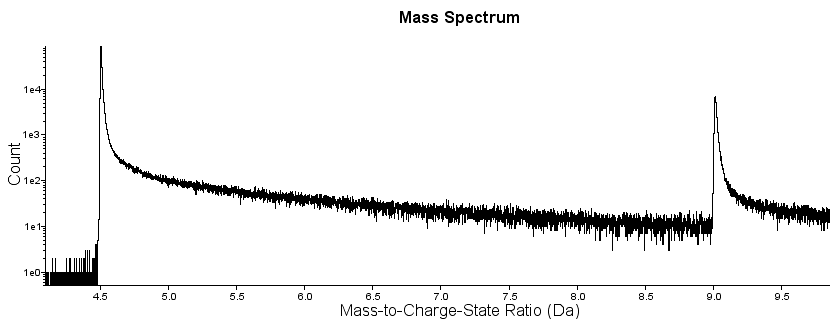 Mass Spectrum
Count
1e4
1e3
1e2
1e1
1e0
4.5 5.0 5.5 6.0 6.5 7.0 7.5 8.0 8.5 9.0 9.5
Mass-to-Charge-State Ratio (Da)